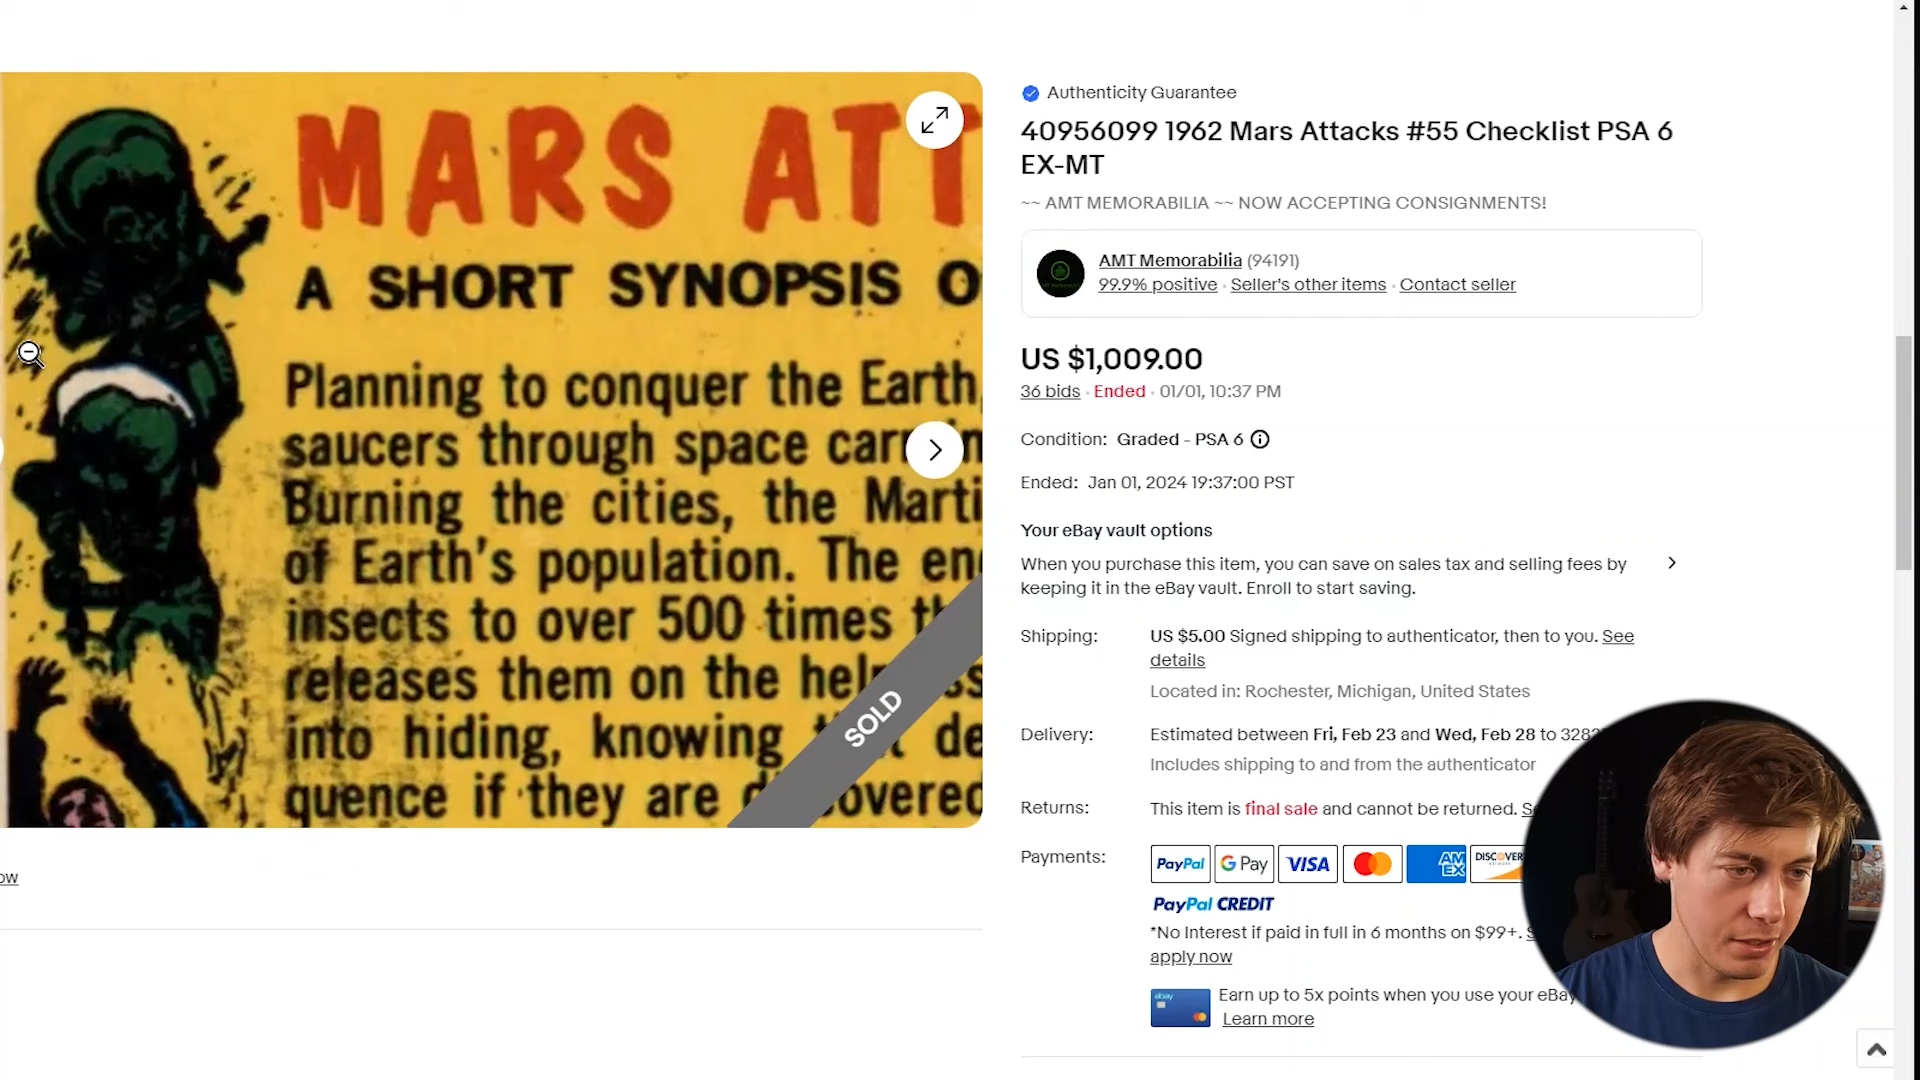 MARS ATT
A SHORT SYNOPSIS O
Planning to conquer the Earth,
saucers through space
Burning the cities, the Marti
of Earth's population. The en
insects to over 500 times
releases them on the
into hiding, knowing de
quence if they are
SOLD
ow
Authenticity Guarantee
40956099 1962 Mars Attacks #55 Checklist PSA 6
EX-MT
~~ AMT MEMORABILIA ~~ NOW ACCEPTING CONSIGNMENTS!
AMT Memorabilia (94191)
99.9% positive · Seller's other items · Contact seller
US $1,009.00
36 bids · Ended · 01/01, 10:37 PM
Condition: Graded - PSA 6
Ended: Jan 01, 2024 19:37:00 PST
Your eBay vault options
When you purchase this item, you can save on sales tax and selling fees by
keeping it in the eBay vault. Enroll to start saving.
Shipping: US $5.00 Signed shipping to authenticator, then to you. See
details
Located in: Rochester, Michigan, United States
Delivery: Estimated between Fri, Feb 23 and Wed, Feb 28 to
Includes shipping to and from the authenticator
Returns: This item is final sale and cannot be returned.
Payments: PayPal G Pay VISA AM EX DISCOVER
PayPal CREDIT
*No Interest if paid in full in 6 months on $99+.
apply now
ebay
Earn up to 5x points when you use your eBay
Learn more